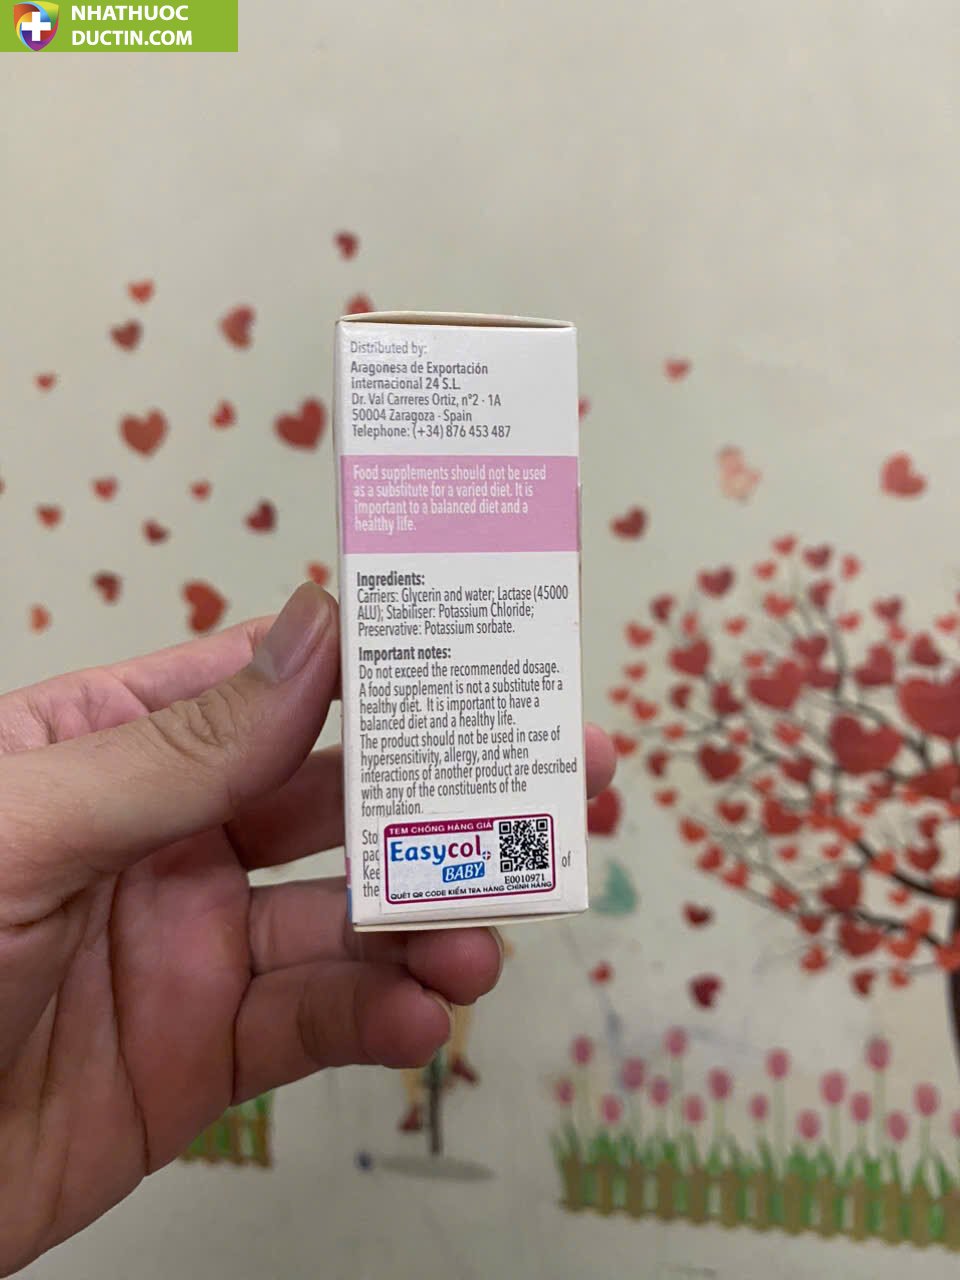 NHATHUOC
DUCTIN.COM
Distributed by:
Aragonesa de Exportación
Internacional 24 S.L.
Dr. Val Carreres Ortiz, nº2 - 1A
50004 Zaragoza - Spain
Telephone: (+34) 876 453 487
Food supplements should not be used
as a substitute for a varied diet. It is
important to a balanced diet and a
healthy life.
Ingredients:
Carriers: Glycerin and water; Lactase (45000
ALU); Stabiliser: Potassium Chloride;
Preservative: Potassium sorbate.
Important notes:
Do not exceed the recommended dosage.
A food supplement is not a substitute for a
healthy diet. It is important to have a
balanced diet and a healthy life.
The product should not be used in case of
hypersensitivity, allergy, and when
interactions of another product are described
with any of the constituents of the
formulation.
Sto
pac
Kee of
the
TEM CHỐNG HÀNG GIẢ
Easycol
BABY
E0010971
QUÉT QR CODE KIỂM TRA HÀNG CHÍNH HÃNG